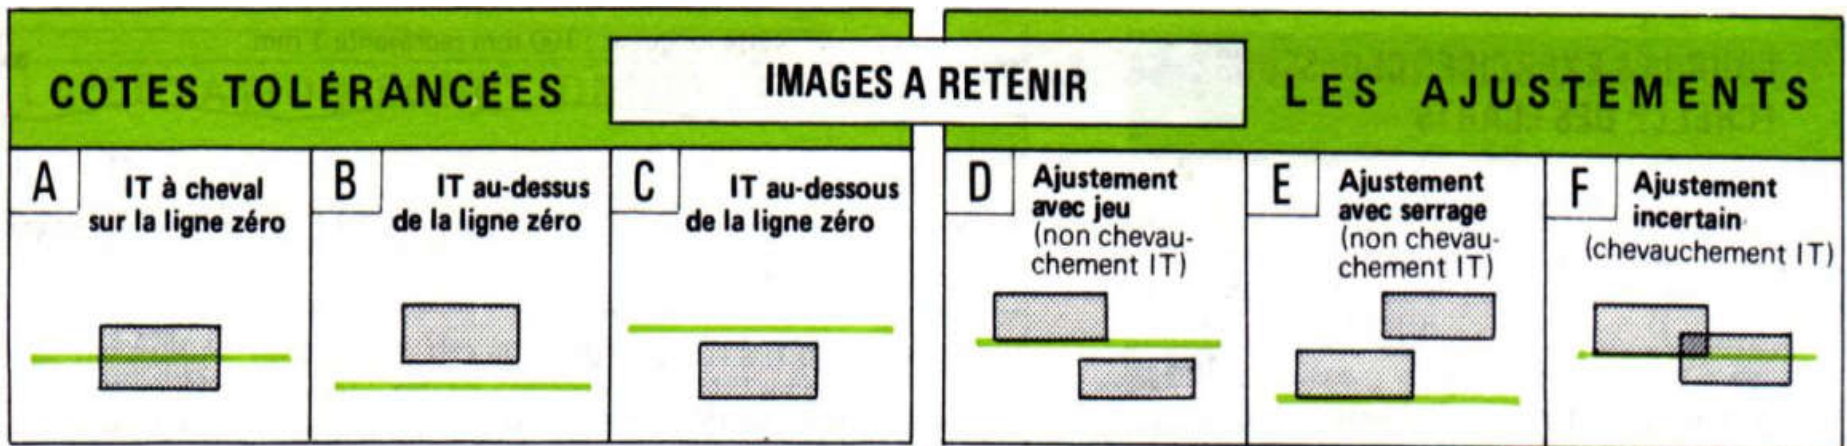 COTES TOLÉRANCÉES
IMAGES A RETENIR
LES AJUSTEMENTS
A
IT à cheval
sur la ligne zéro
B
IT au-dessus
de la ligne zéro
C
IT au-dessous
de la ligne zéro
D
Ajustement
avec jeu
(non chevau-
chement IT)
E
Ajustement
avec serrage
(non chevau-
chement IT)
F
Ajustement
incertain
(chevauchement IT)